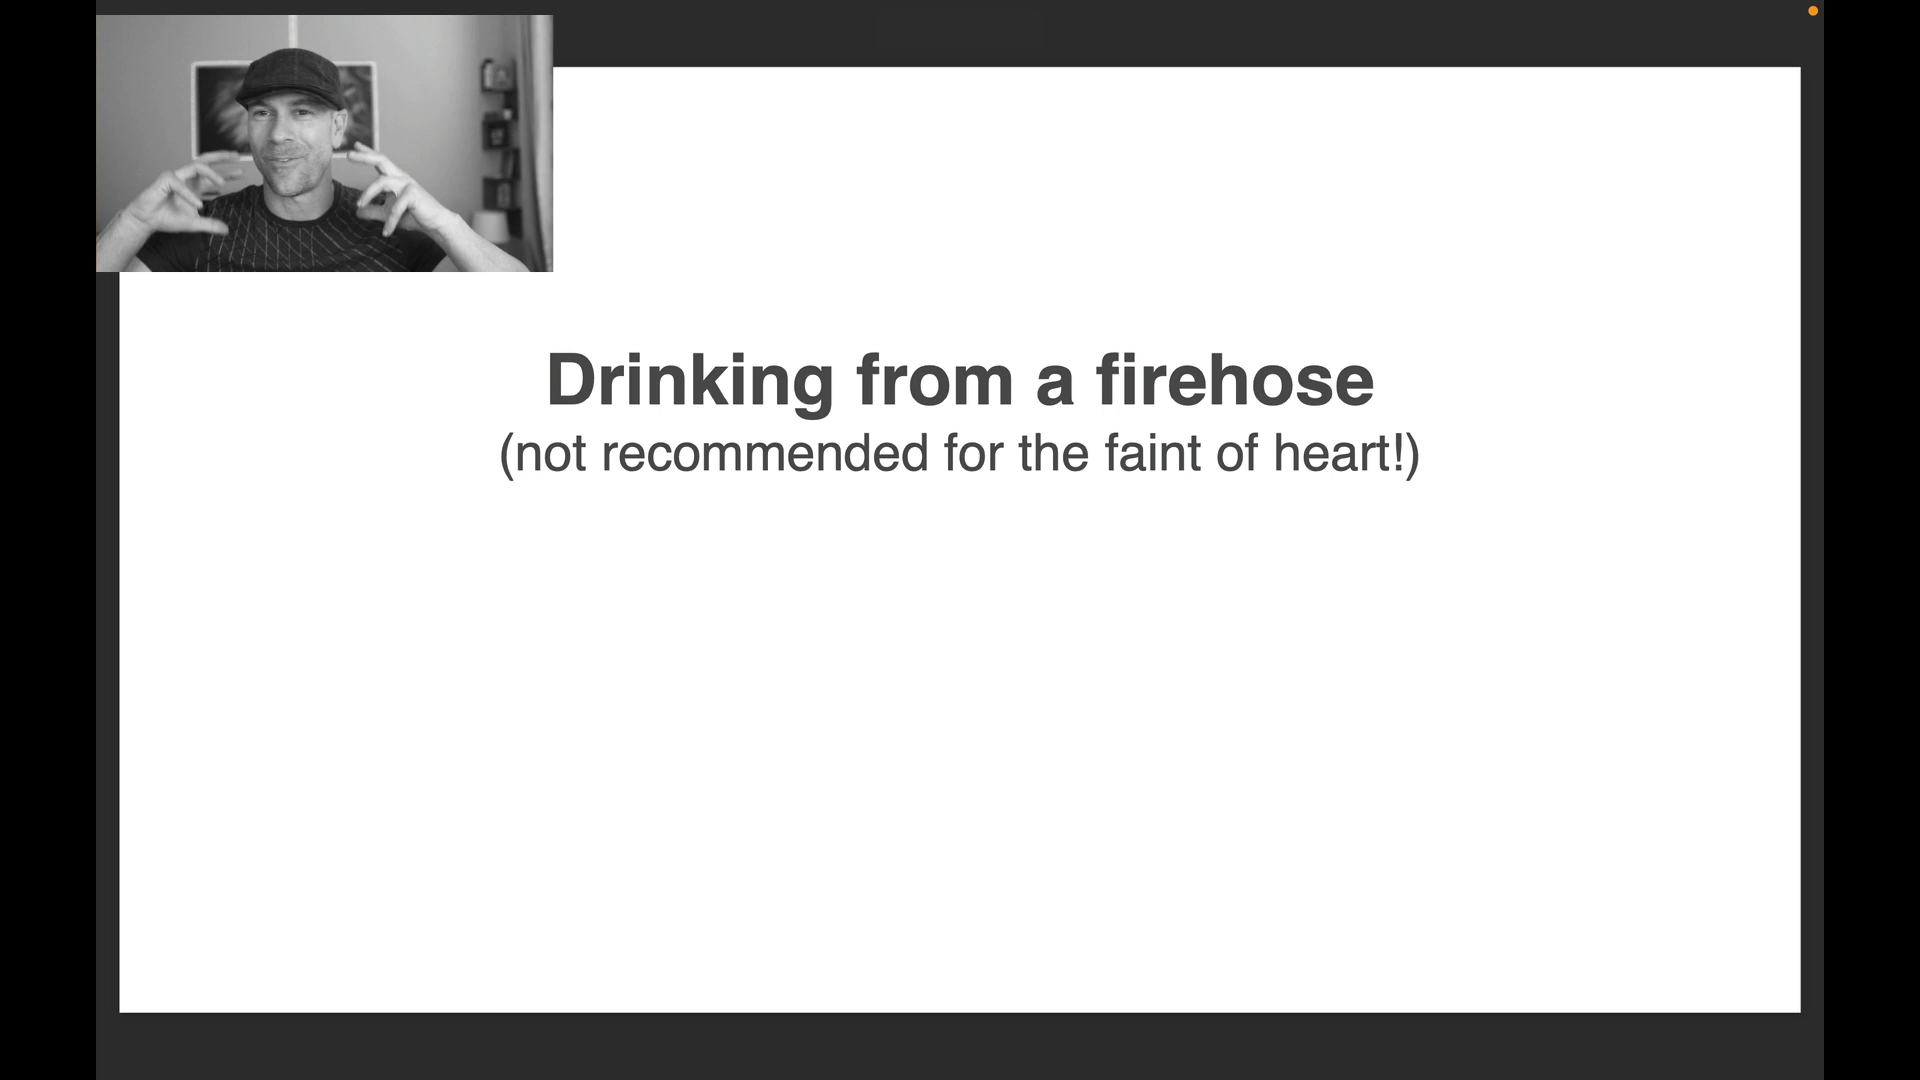 Drinking from a firehose
(not recommended for the faint of heart!)